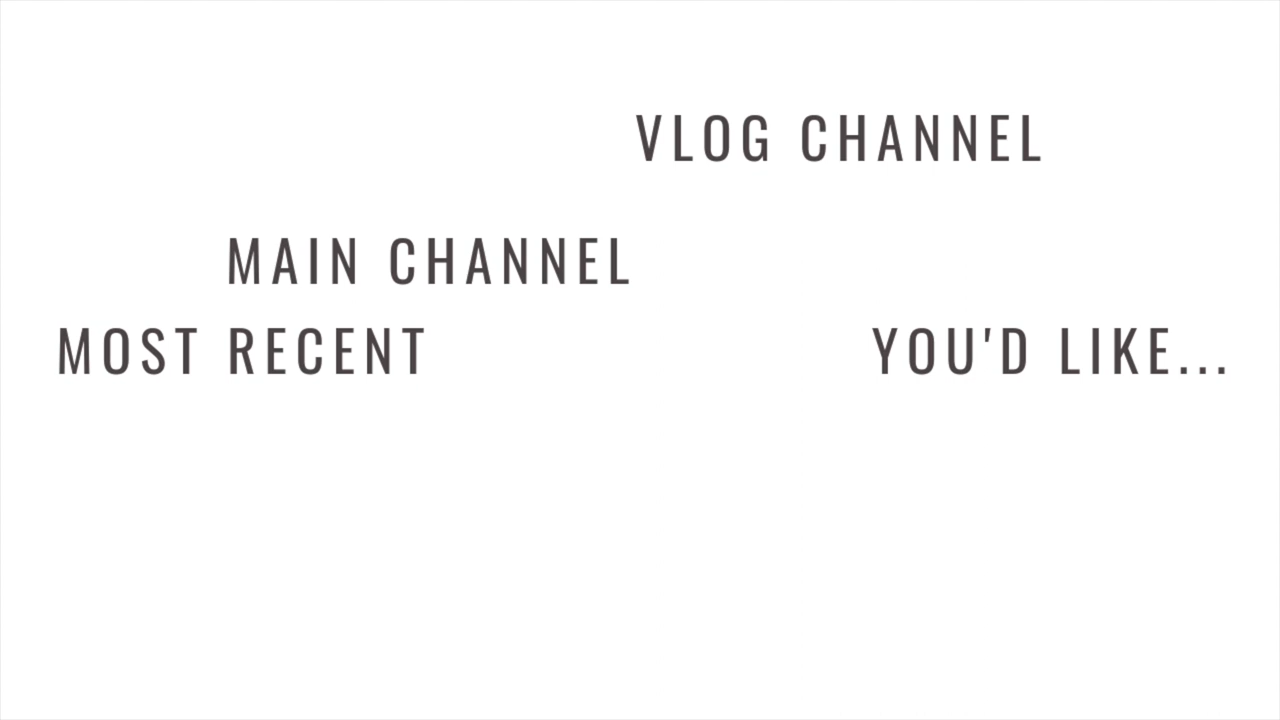 VLOG CHANNEL
MAIN CHANNEL
MOST RECENT
YOU'D LIKE...